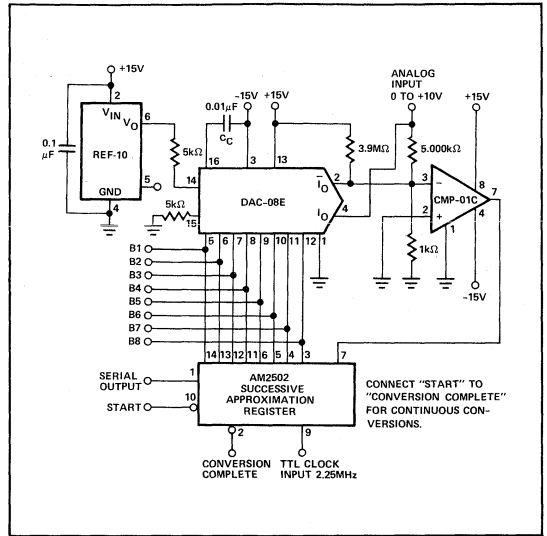 +15V
2
V_IN
V_O
6
REF-10
0.1 μF
5kΩ
5
GND
4
0.01μF
C_C
-15V
+15V
16
3
13
14
DAC-08E
5kΩ
15
I̅_O
2
I_O
4
5 6 7 8 9 10 11 12 1
3.9MΩ
ANALOG
INPUT
0 TO +10V
5.000kΩ
+15V
3
−
8
7
CMP-01C
2
+
4
1
1kΩ
-15V
B1
B2
B3
B4
B5
B6
B7
B8
14 13 12 11 6 5 4 3
7
SERIAL
OUTPUT
1
START
10
AM2502
SUCCESSIVE
APPROXIMATION
REGISTER
2
9
CONVERSION
COMPLETE
TTL CLOCK
INPUT 2.25MHz
CONNECT "START" TO
"CONVERSION COMPLETE"
FOR CONTINUOUS CON-
VERSIONS.